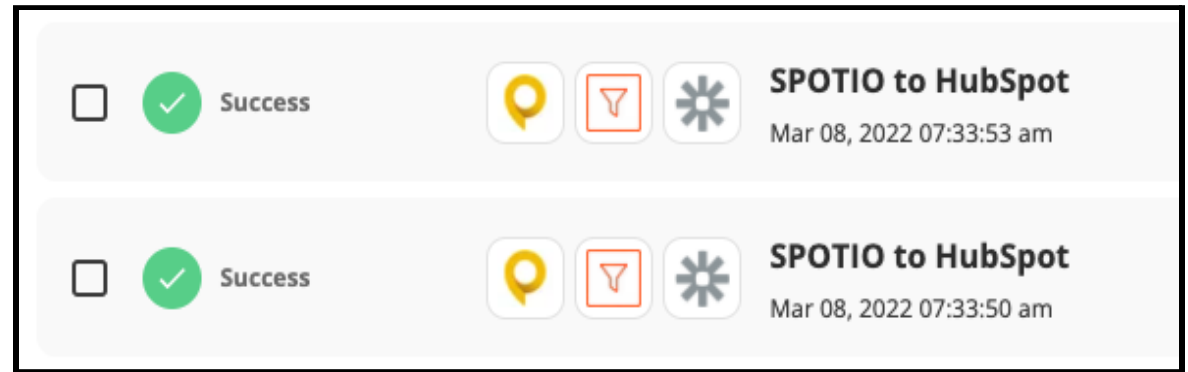 Success
SPOTIO to HubSpot
Mar 08, 2022 07:33:53 am
Success
SPOTIO to HubSpot
Mar 08, 2022 07:33:50 am